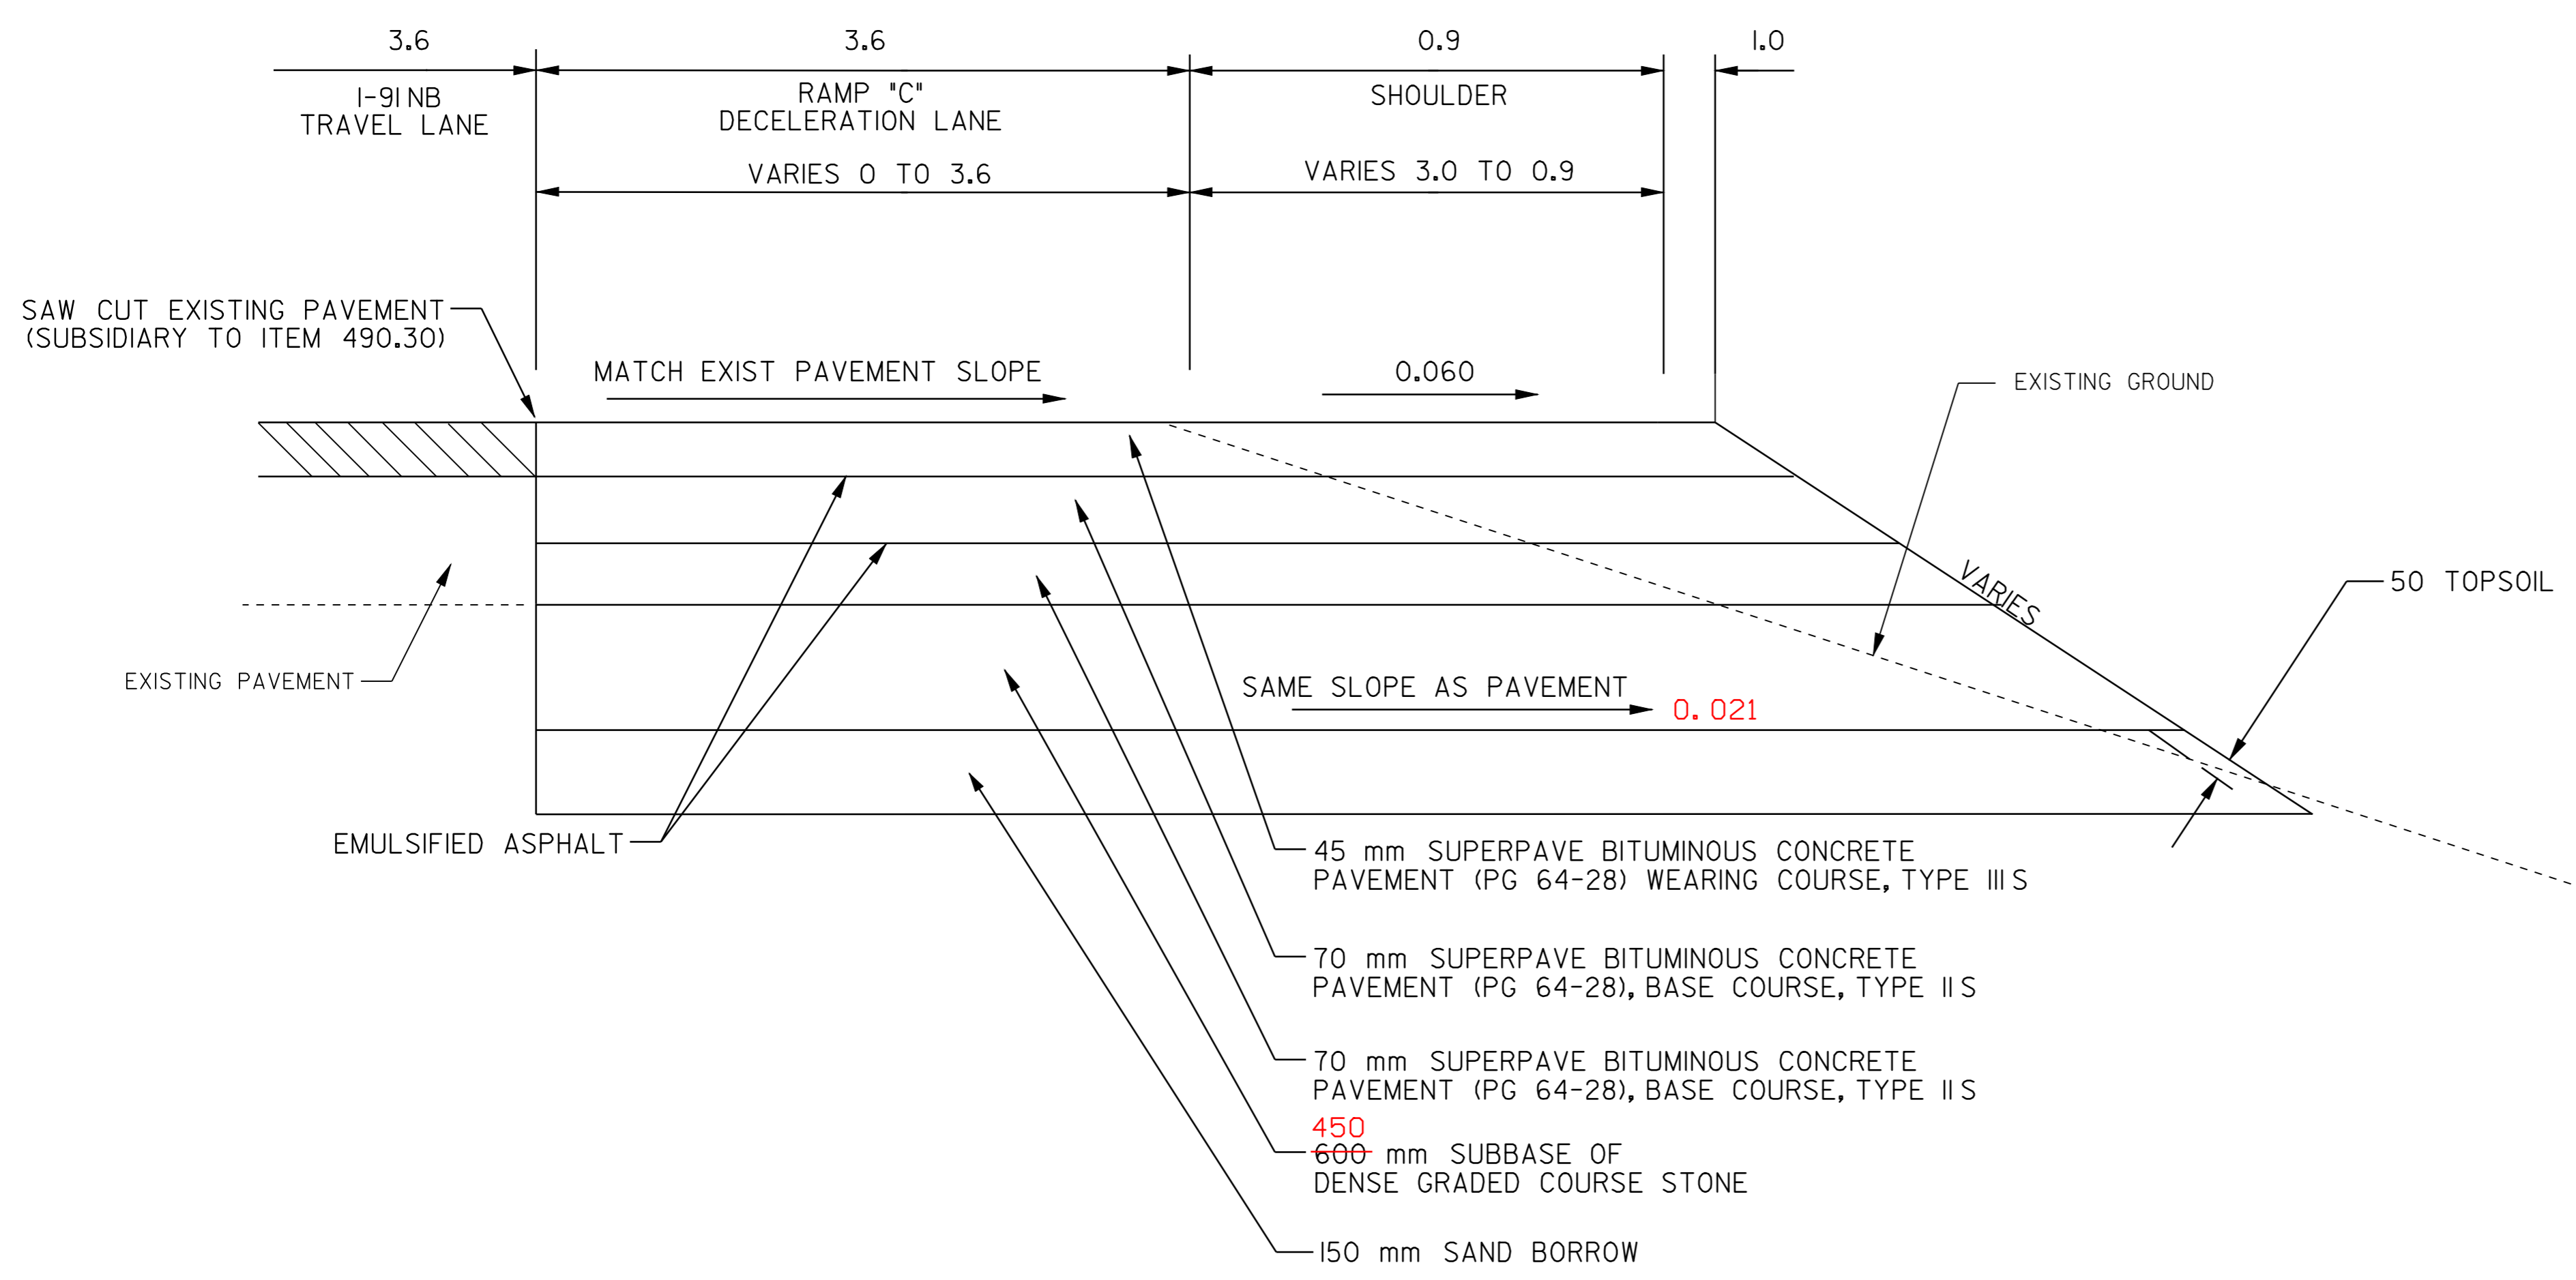 3.6
3.6
0.9
1.0
I-91 NB
TRAVEL LANE
RAMP "C"
DECELERATION LANE
SHOULDER
VARIES 0 TO 3.6
VARIES 3.0 TO 0.9
SAW CUT EXISTING PAVEMENT
(SUBSIDIARY TO ITEM 490.30)
MATCH EXIST PAVEMENT SLOPE
0.060
EXISTING GROUND
VARIES
50 TOPSOIL
EXISTING PAVEMENT
SAME SLOPE AS PAVEMENT
0.021
EMULSIFIED ASPHALT
45 mm SUPERPAVE BITUMINOUS CONCRETE
PAVEMENT (PG 64-28) WEARING COURSE, TYPE III S
70 mm SUPERPAVE BITUMINOUS CONCRETE
PAVEMENT (PG 64-28), BASE COURSE, TYPE II S
70 mm SUPERPAVE BITUMINOUS CONCRETE
PAVEMENT (PG 64-28), BASE COURSE, TYPE II S
450
600 mm SUBBASE OF
DENSE GRADED COURSE STONE
150 mm SAND BORROW